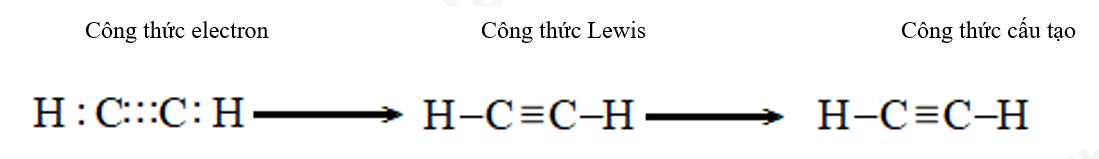 Công thức electron Công thức Lewis Công thức cấu tạo
H:C:::C:H → H–C≡C–H → H–C≡C–H